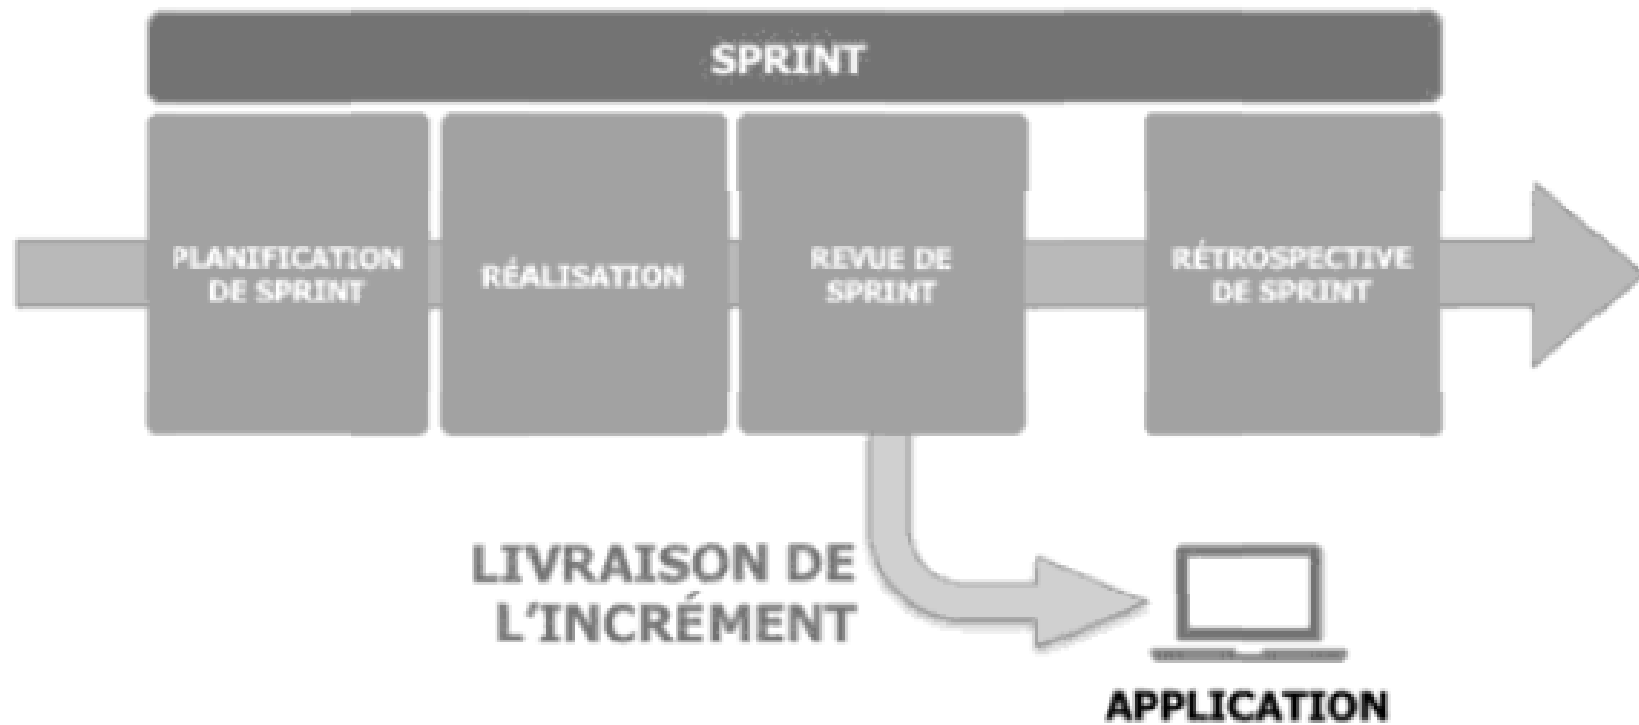 SPRINT
PLANIFICATION
DE SPRINT
RÉALISATION
REVUE DE
SPRINT
RÉTROSPECTIVE
DE SPRINT
LIVRAISON DE
L'INCRÉMENT
APPLICATION